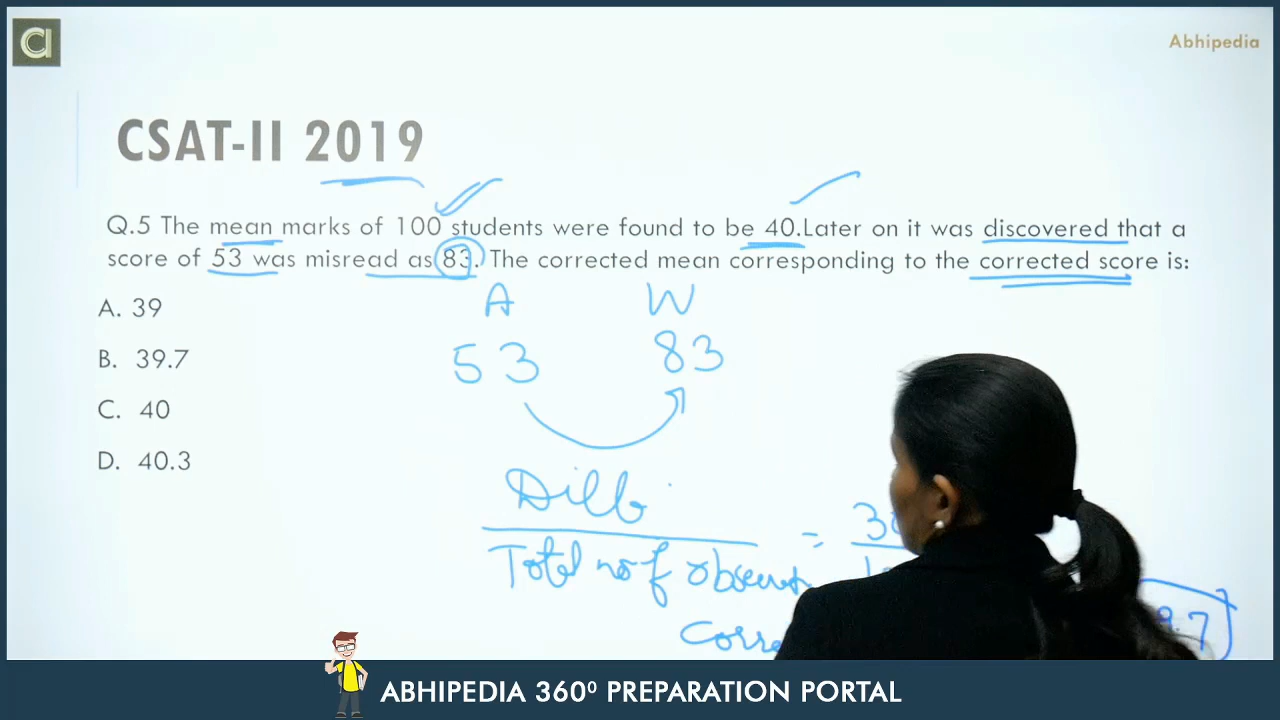 Abhipedia
CSAT-II 2019
Q.5 The mean marks of 100 students were found to be 40.Later on it was discovered that a
score of 53 was misread as 83. The corrected mean corresponding to the corrected score is:
A. 39
B. 39.7
C. 40
D. 40.3
A W
53 83
Diff
Total no of
=
9.7
ABHIPEDIA 360⁰ PREPARATION PORTAL